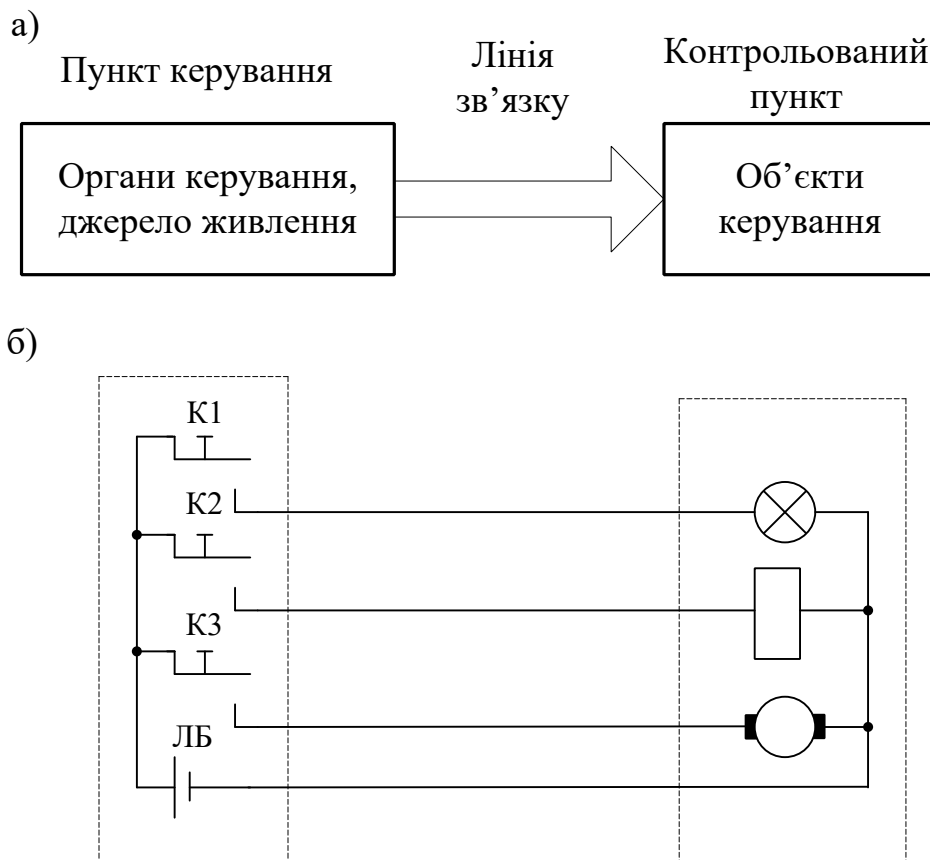 а)
Пункт керування
Лінія
зв’язку
Контрольований
пункт
Органи керування,
джерело живлення
Об’єкти
керування
б)
К1
К2
К3
ЛБ